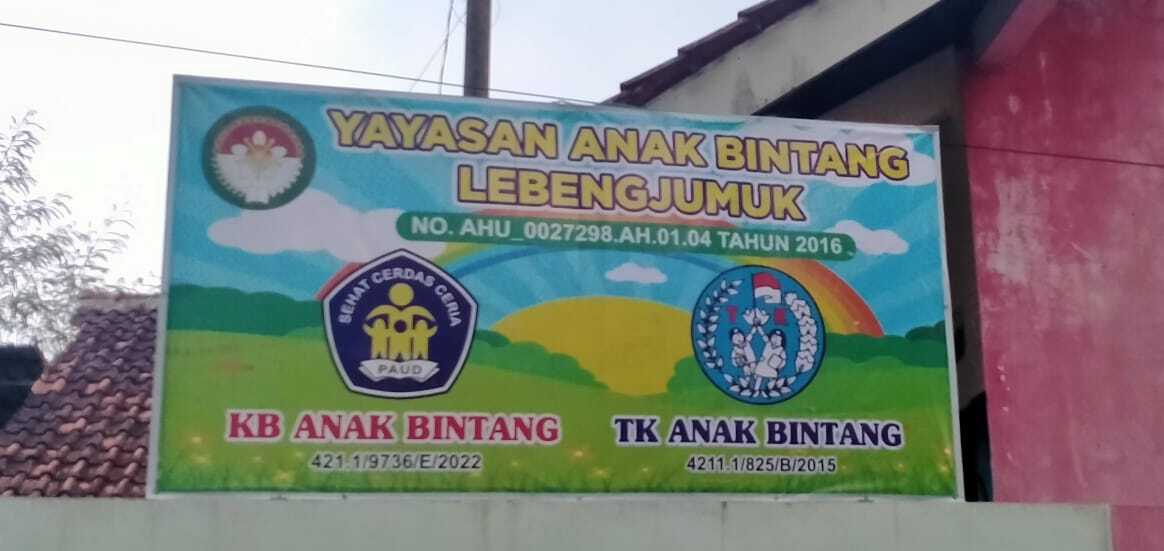 YAYASAN ANAK BINTANG
LEBENGJUMUK
NO. AHU_0027298.AH.01.04 TAHUN 2016
SEHAT CERDAS CERIA
PAUD
T K
KB ANAK BINTANG
TK ANAK BINTANG
421.1/9736/E/2022
4211.1/825/B/2015